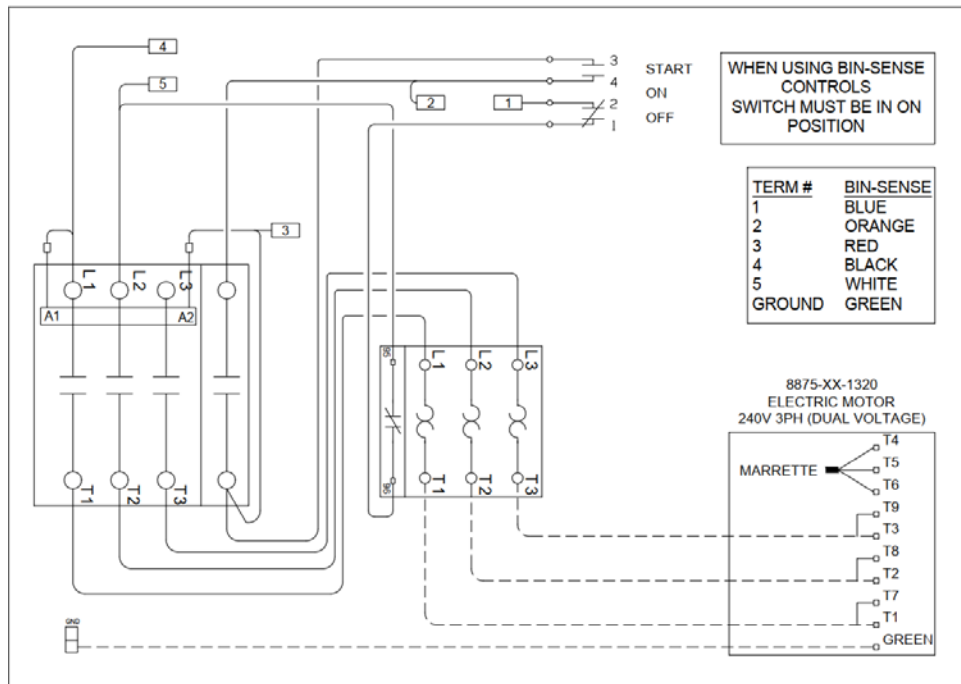 4
5
3
START
4
ON
2
1
2
OFF
1
WHEN USING BIN-SENSE
CONTROLS
SWITCH MUST BE IN ON
POSITION
TERM # BIN-SENSE
1 BLUE
2 ORANGE
3 RED
4 BLACK
5 WHITE
GROUND GREEN
3
L1 L2 L3
A1 A2
T1 T2 T3
95 L1 L2 L3
96 T1 T2 T3
8875-XX-1320
ELECTRIC MOTOR
240V 3PH (DUAL VOLTAGE)
T4
MARRETTE T5
T6
T9
T3
T8
T2
T7
T1
GREEN